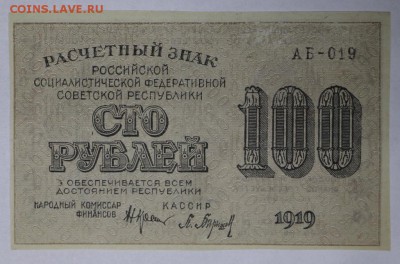 COINS.LAVE.RU
РАСЧЕТНЫЙ ЗНАК
РОССИЙСКОЙ
СОЦИАЛИСТИЧЕСКОЙ ФЕДЕРАТИВНОЙ
СОВЕТСКОЙ РЕСПУБЛИКИ
АБ-019
СТО
РУБЛЕЙ
100
ОБЕСПЕЧИВАЕТСЯ ВСЕМ
ДОСТОЯНИЕМ РЕСПУБЛИКИ
НАРОДНЫЙ КОМИССАР
ФИНАНСОВ
КАССИР
1919